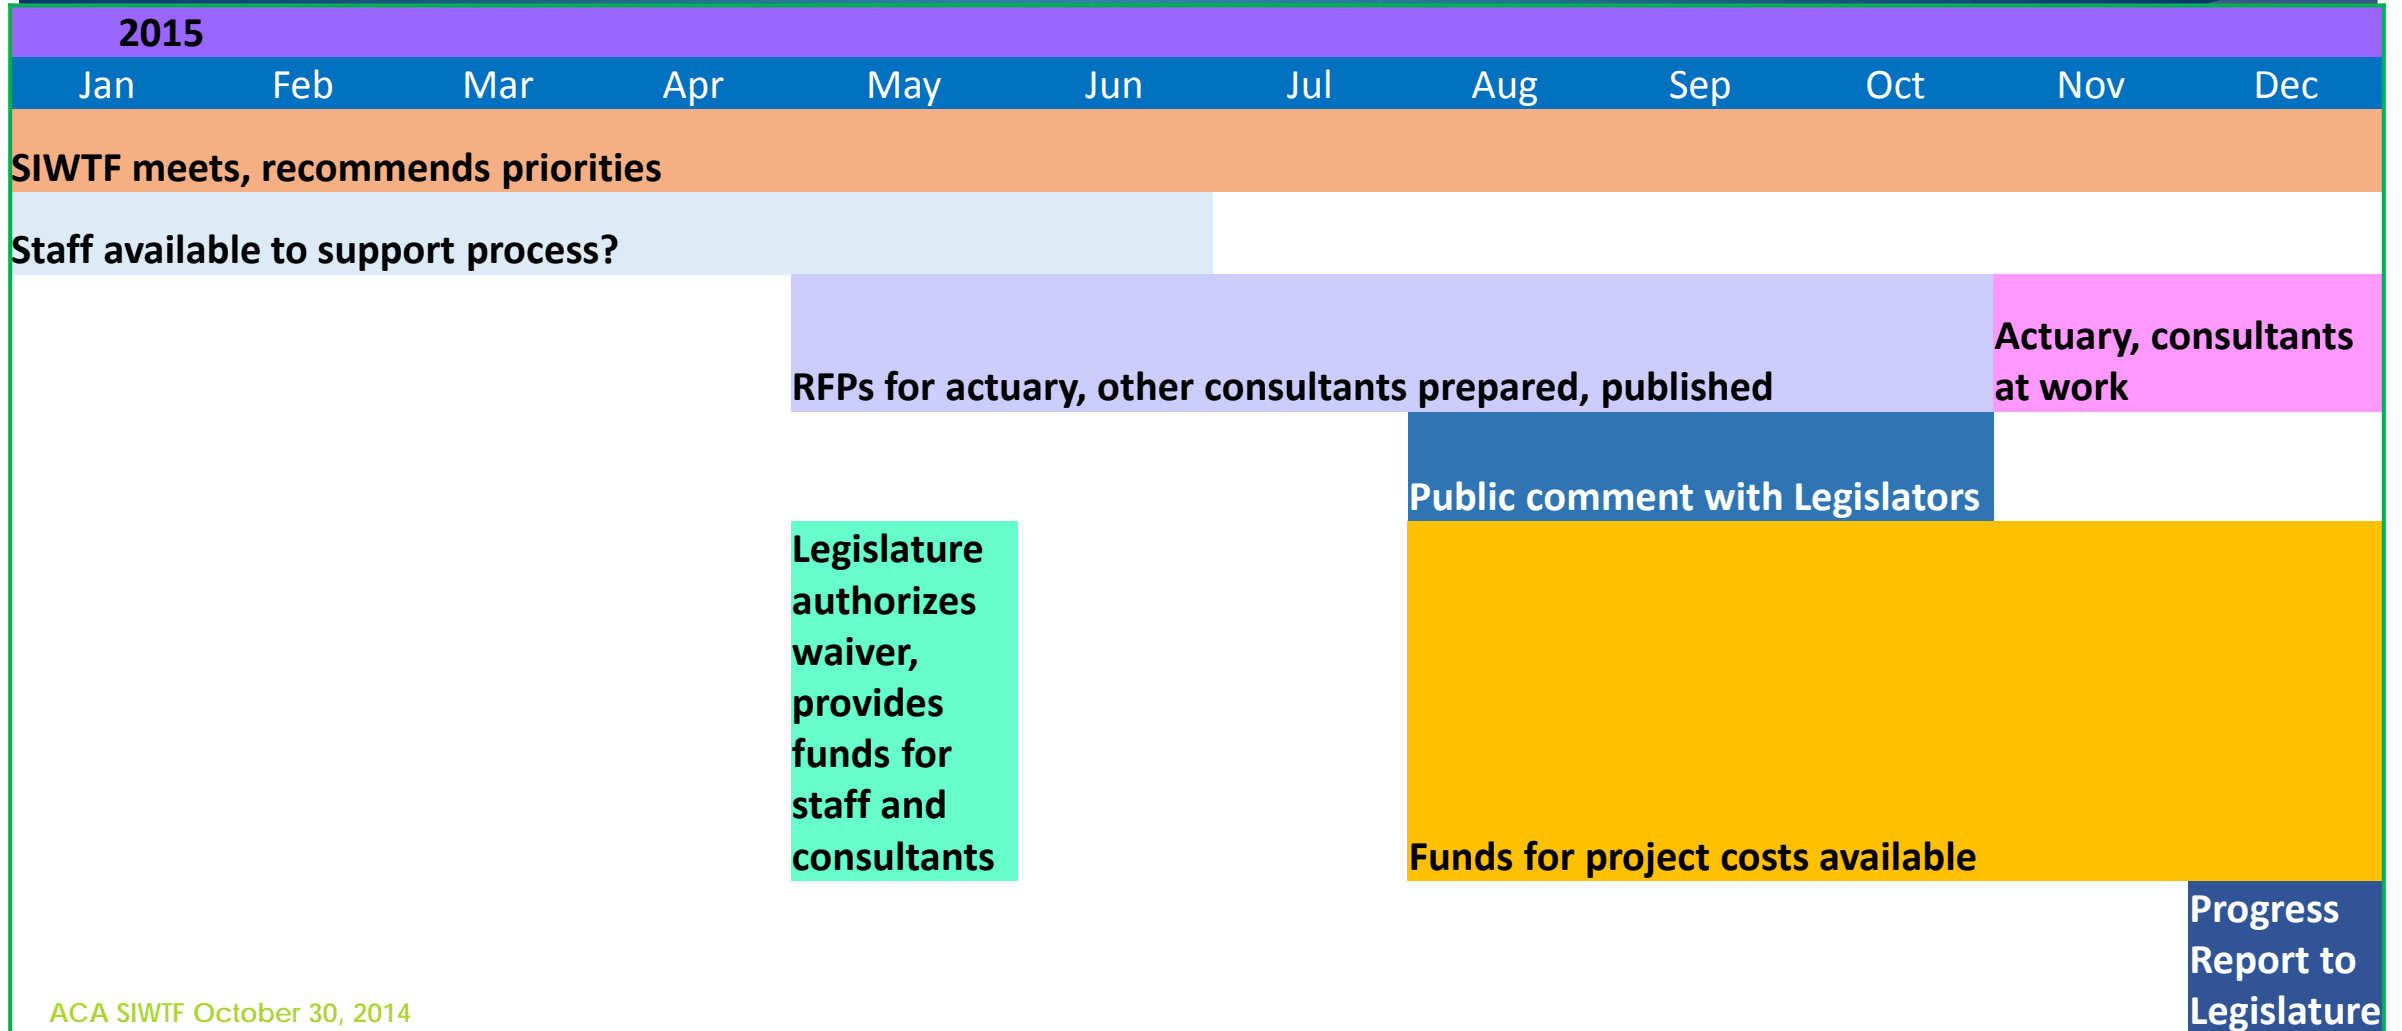 2015
Jan Feb Mar Apr May Jun Jul Aug Sep Oct Nov Dec
SIWTF meets, recommends priorities
Staff available to support process?
RFPs for actuary, other consultants prepared, published
Actuary, consultants
at work
Public comment with Legislators
Legislature
authorizes
waiver,
provides
funds for
staff and
consultants
Funds for project costs available
Progress
Report to
Legislature
ACA SIWTF October 30, 2014